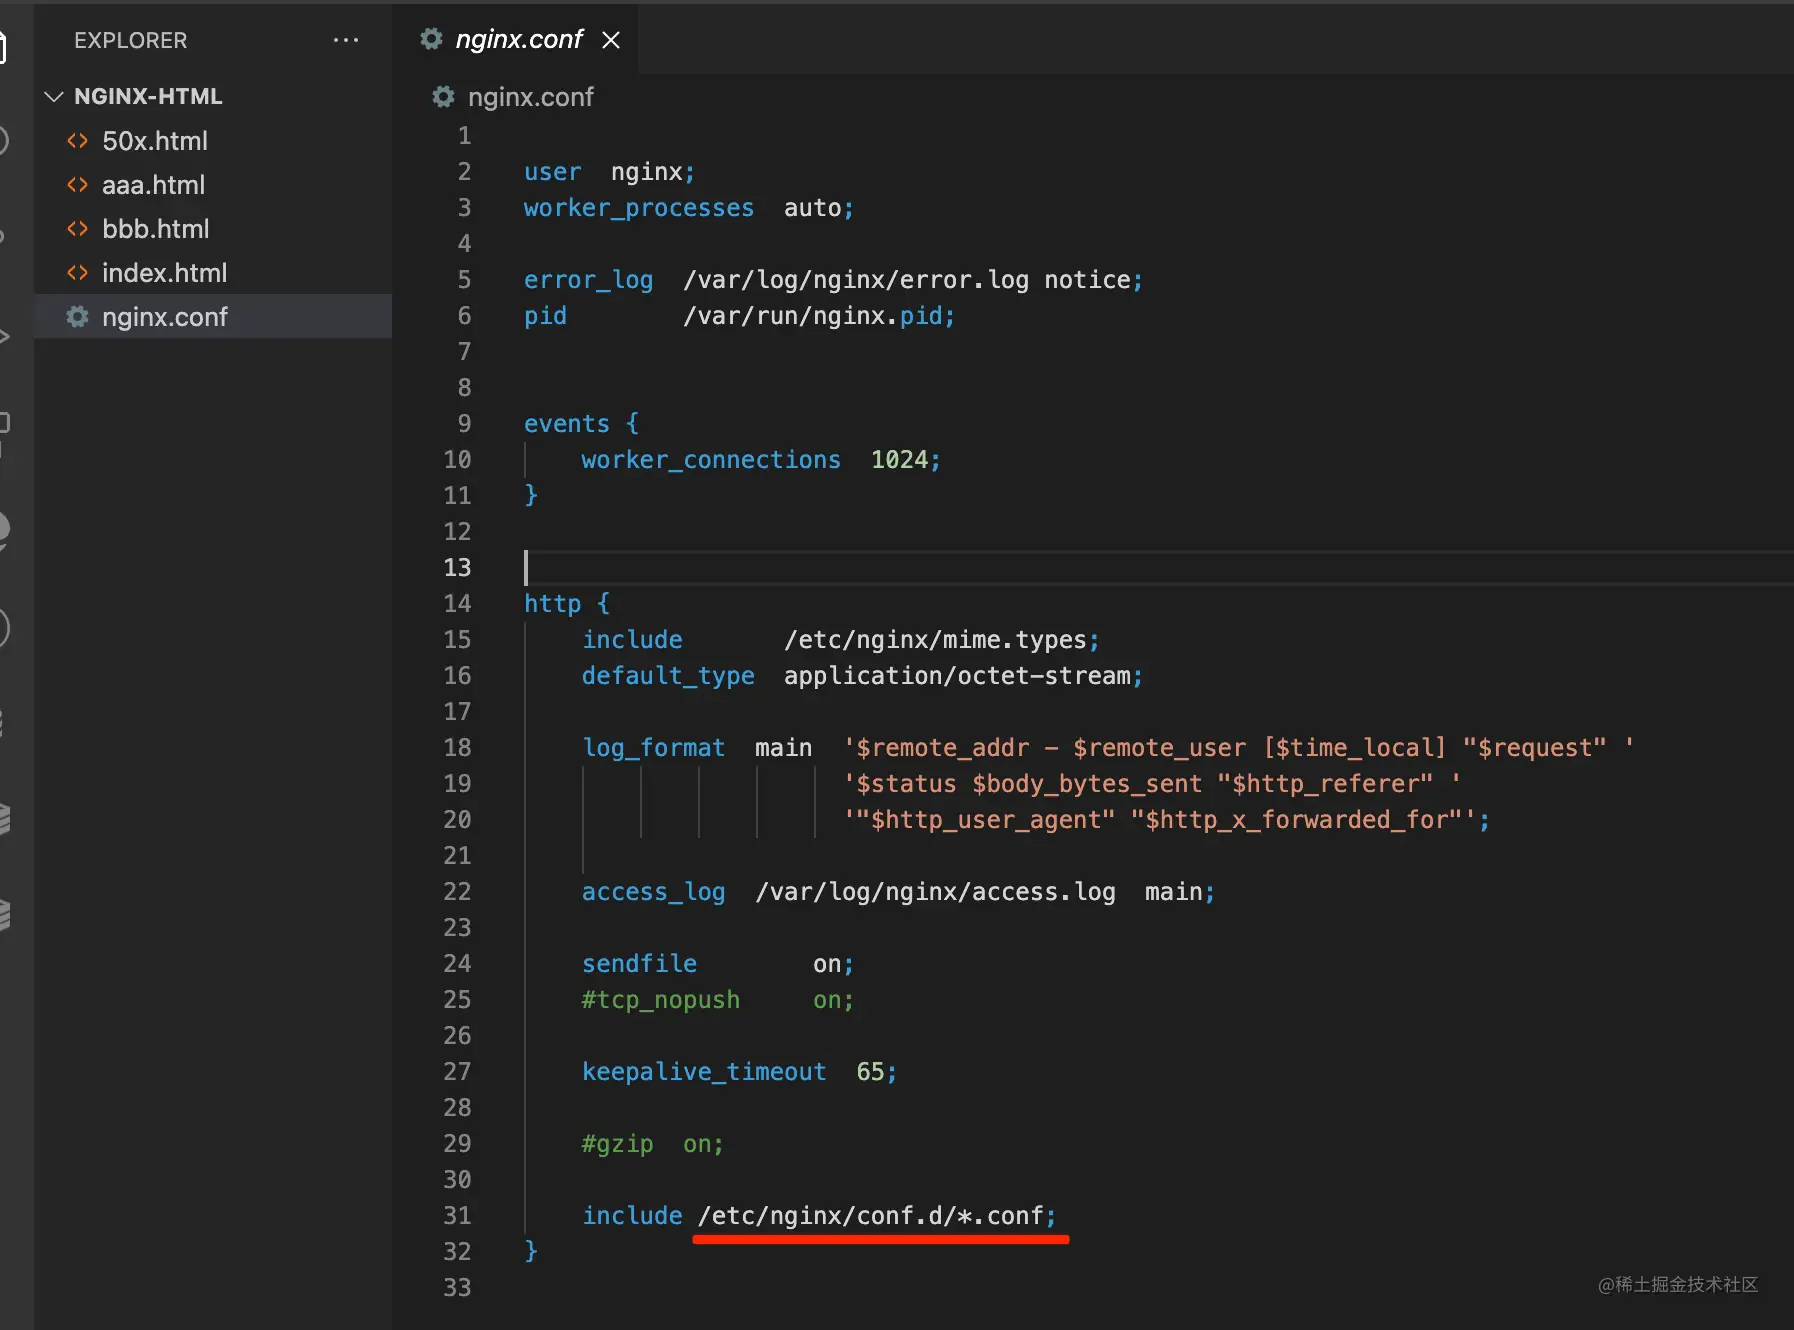 EXPLORER ...
NGINX-HTML
<> 50x.html
<> aaa.html
<> bbb.html
<> index.html
nginx.conf
nginx.conf
nginx.conf
1
2 user  nginx;
3 worker_processes  auto;
4
5 error_log  /var/log/nginx/error.log notice;
6 pid        /var/run/nginx.pid;
7
8
9 events {
10     worker_connections  1024;
11 }
12
13
14 http {
15     include       /etc/nginx/mime.types;
16     default_type  application/octet-stream;
17
18     log_format  main  '$remote_addr - $remote_user [$time_local] "$request" '
19                       '$status $body_bytes_sent "$http_referer" '
20                       '"$http_user_agent" "$http_x_forwarded_for"';
21
22     access_log  /var/log/nginx/access.log  main;
23
24     sendfile        on;
25     #tcp_nopush     on;
26
27     keepalive_timeout  65;
28
29     #gzip  on;
30
31     include /etc/nginx/conf.d/*.conf;
32 }
33
@稀土掘金技术社区